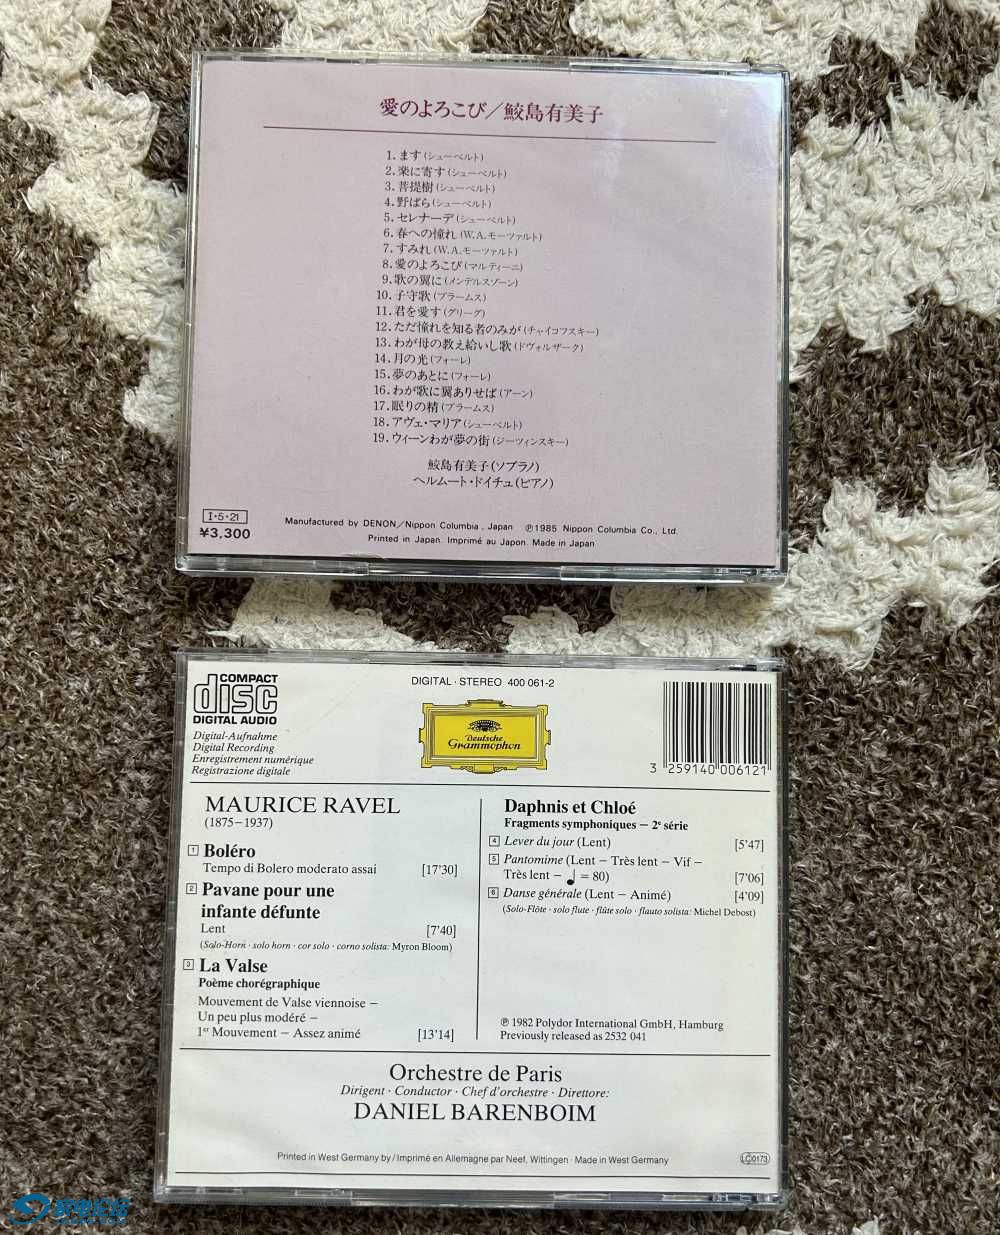 愛のよろこび/鮫島有美子
1. ます(シューベルト)
2. 楽に寄す(シューベルト)
3. 菩提樹(シューベルト)
4. 野ばら(シューベルト)
5. セレナーデ(シューベルト)
6. 春への憧れ(W.A.モーツァルト)
7. すみれ(W.A.モーツァルト)
8. 愛のよろこび(マルティーニ)
9. 歌の翼に(メンデルスゾーン)
10. 子守歌(ブラームス)
11. 君を愛す(グリーグ)
12. ただ憧れを知る者のみが(チャイコフスキー)
13. わが母の教え給いし歌(ドヴォルザーク)
14. 月の光(フォーレ)
15. 夢のあとに(フォーレ)
16. わが歌に翼ありせば(アーン)
17. 眠りの精(ブラームス)
18. アヴェ・マリア(シューベルト)
19. ウィーンわが夢の街(ジーツィンスキー)
鮫島有美子(ソプラノ)
ヘルムート・ドイチュ(ピアノ)
I・5・21
¥3,300
Manufactured by DENON/Nippon Columbia, Japan ℗1985 Nippon Columbia Co., Ltd.
Printed in Japan. Imprimé au Japon. Made in Japan
COMPACT
disc
DIGITAL AUDIO
Digital-Aufnahme
Digital Recording
Enregistrement numérique
Registrazione digitale
DIGITAL · STEREO 400 061-2
Deutsche
Grammophon
3 259140 006121
MAURICE RAVEL
(1875–1937)
1 Boléro
Tempo di Bolero moderato assai [17'30]
2 Pavane pour une
infante défunte
Lent [7'40]
(Solo-Horn · solo horn · cor solo · corno solista: Myron Bloom)
3 La Valse
Poème chorégraphique
Mouvement de Valse viennoise –
Un peu plus modéré –
1er Mouvement – Assez animé [13'14]
Daphnis et Chloé
Fragments symphoniques – 2e série
4 Lever du jour (Lent) [5'47]
5 Pantomime (Lent – Très lent – Vif –
Très lent – ♩ = 80) [7'06]
6 Danse générale (Lent – Animé) [4'09]
(Solo-Flöte · solo flute · flûte solo · flauto solista: Michel Debost)
℗ 1982 Polydor International GmbH, Hamburg
Previously released as 2532 041
Orchestre de Paris
Dirigent · Conductor · Chef d'orchestre · Direttore:
DANIEL BARENBOIM
Printed in West Germany by / Imprimé en Allemagne par Neef, Wittingen · Made in West Germany
LC0173